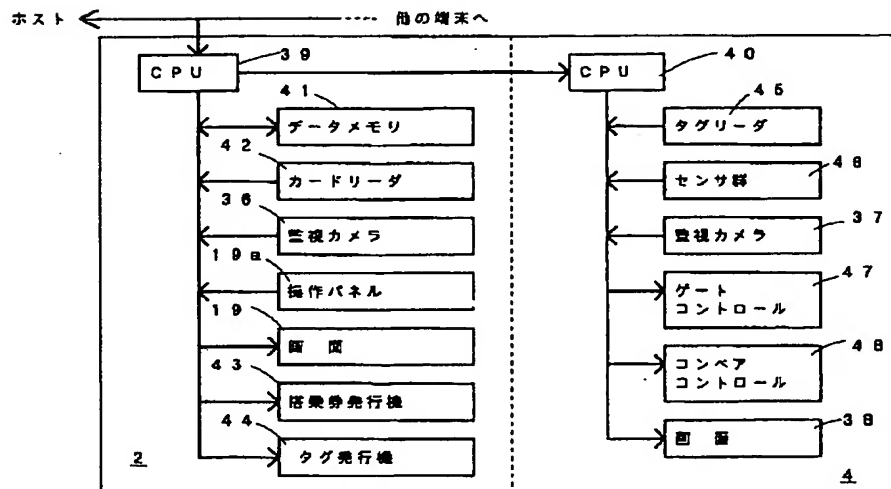 ホスト
他の端末へ
39
CPU
40
CPU
41
データメモリ
45
タグリーダ
42
カードリーダ
46
センサ群
36
監視カメラ
37
監視カメラ
19a
操作パネル
47
ゲート
コントロール
19
画 面
43
搭乗券発行機
48
コンベア
コントロール
44
タグ発行機
38
画 面
2
4